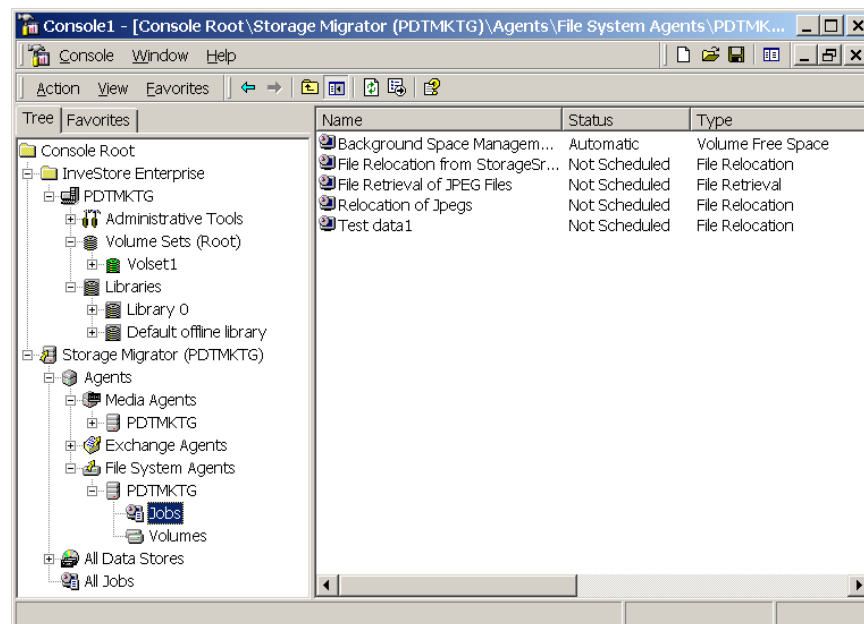 Console1 - [Console Root\Storage Migrator (PDTMKTG)\Agents\File System Agents\PDTMK...
Console Window Help
Action View Favorites
Tree Favorites
Name Status Type
Console Root
InveStore Enterprise
PDTMKTG
Administrative Tools
Volume Sets (Root)
Volset1
Libraries
Library 0
Default offline library
Storage Migrator (PDTMKTG)
Agents
Media Agents
PDTMKTG
Exchange Agents
File System Agents
PDTMKTG
Jobs
Volumes
All Data Stores
All Jobs
Background Space Managem... Automatic Volume Free Space
File Relocation from StorageSr... Not Scheduled File Relocation
File Retrieval of JPEG Files Not Scheduled File Retrieval
Relocation of Jpegs Not Scheduled File Relocation
Test data1 Not Scheduled File Relocation